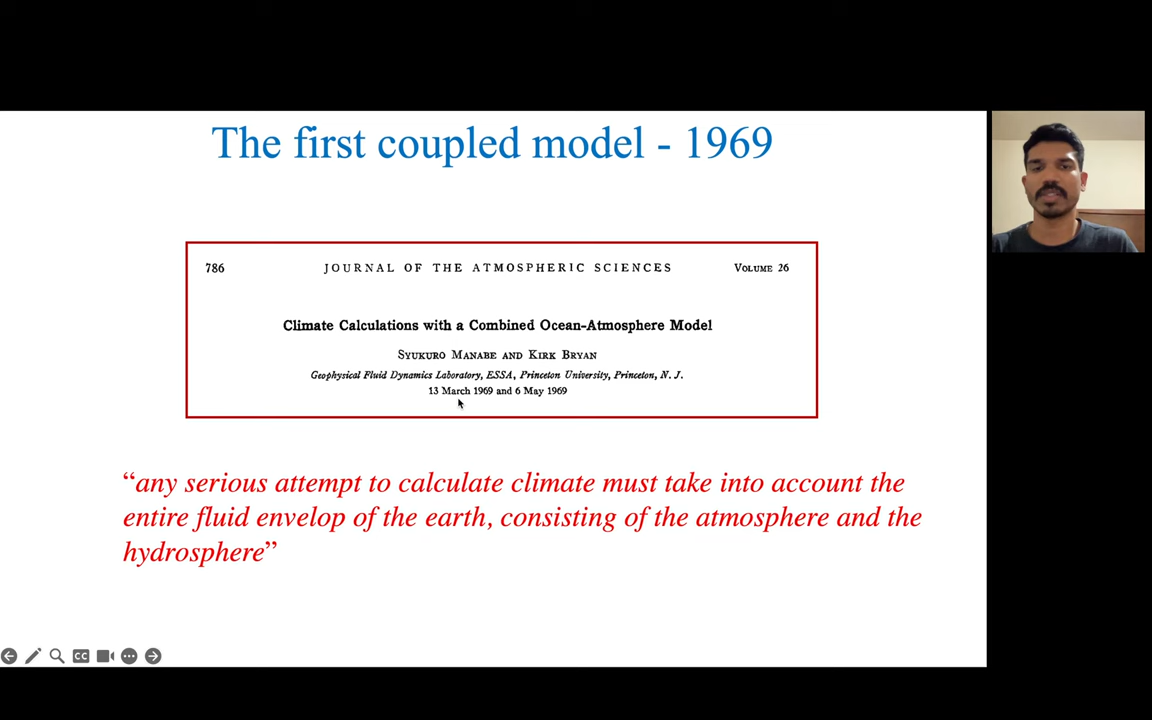 The first coupled model - 1969
786 JOURNAL OF THE ATMOSPHERIC SCIENCES VOLUME 26
Climate Calculations with a Combined Ocean-Atmosphere Model
SYUKURO MANABE AND KIRK BRYAN
Geophysical Fluid Dynamics Laboratory, ESSA, Princeton University, Princeton, N. J.
13 March 1969 and 6 May 1969
“any serious attempt to calculate climate must take into account the
entire fluid envelop of the earth, consisting of the atmosphere and the
hydrosphere”
CC